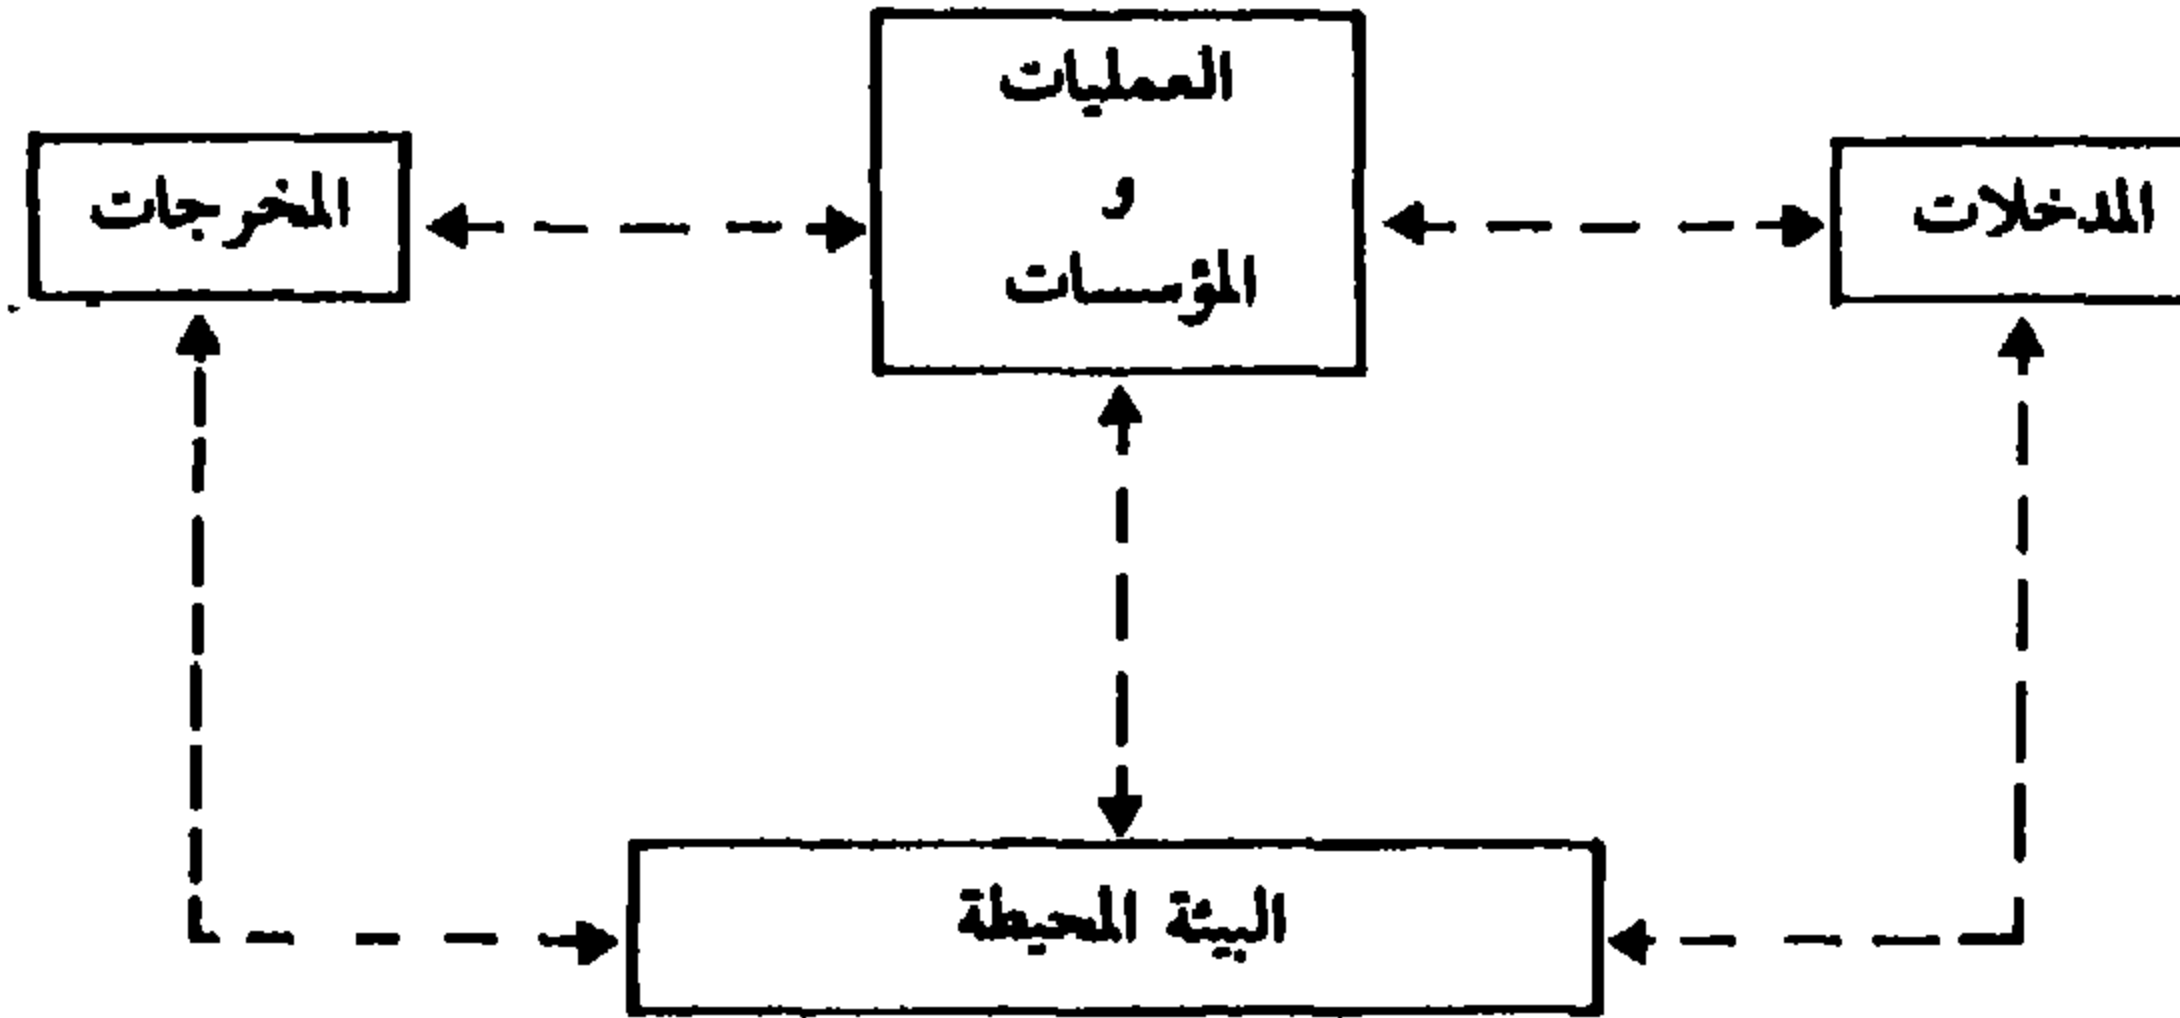 العمليات
و
المؤسسات
المدخلات
المخرجات
البيئة المحيطة